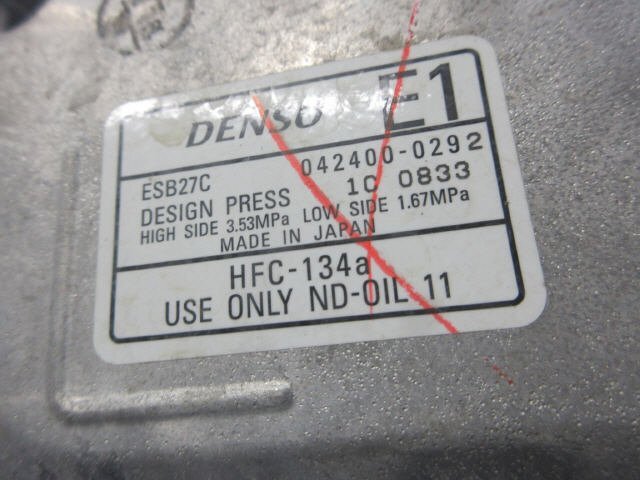 DENSO E1
ESB27C 042400-0292
DESIGN PRESS 1C 0833
HIGH SIDE 3.53MPa LOW SIDE 1.67MPa
MADE IN JAPAN
HFC-134a
USE ONLY ND-OIL 11